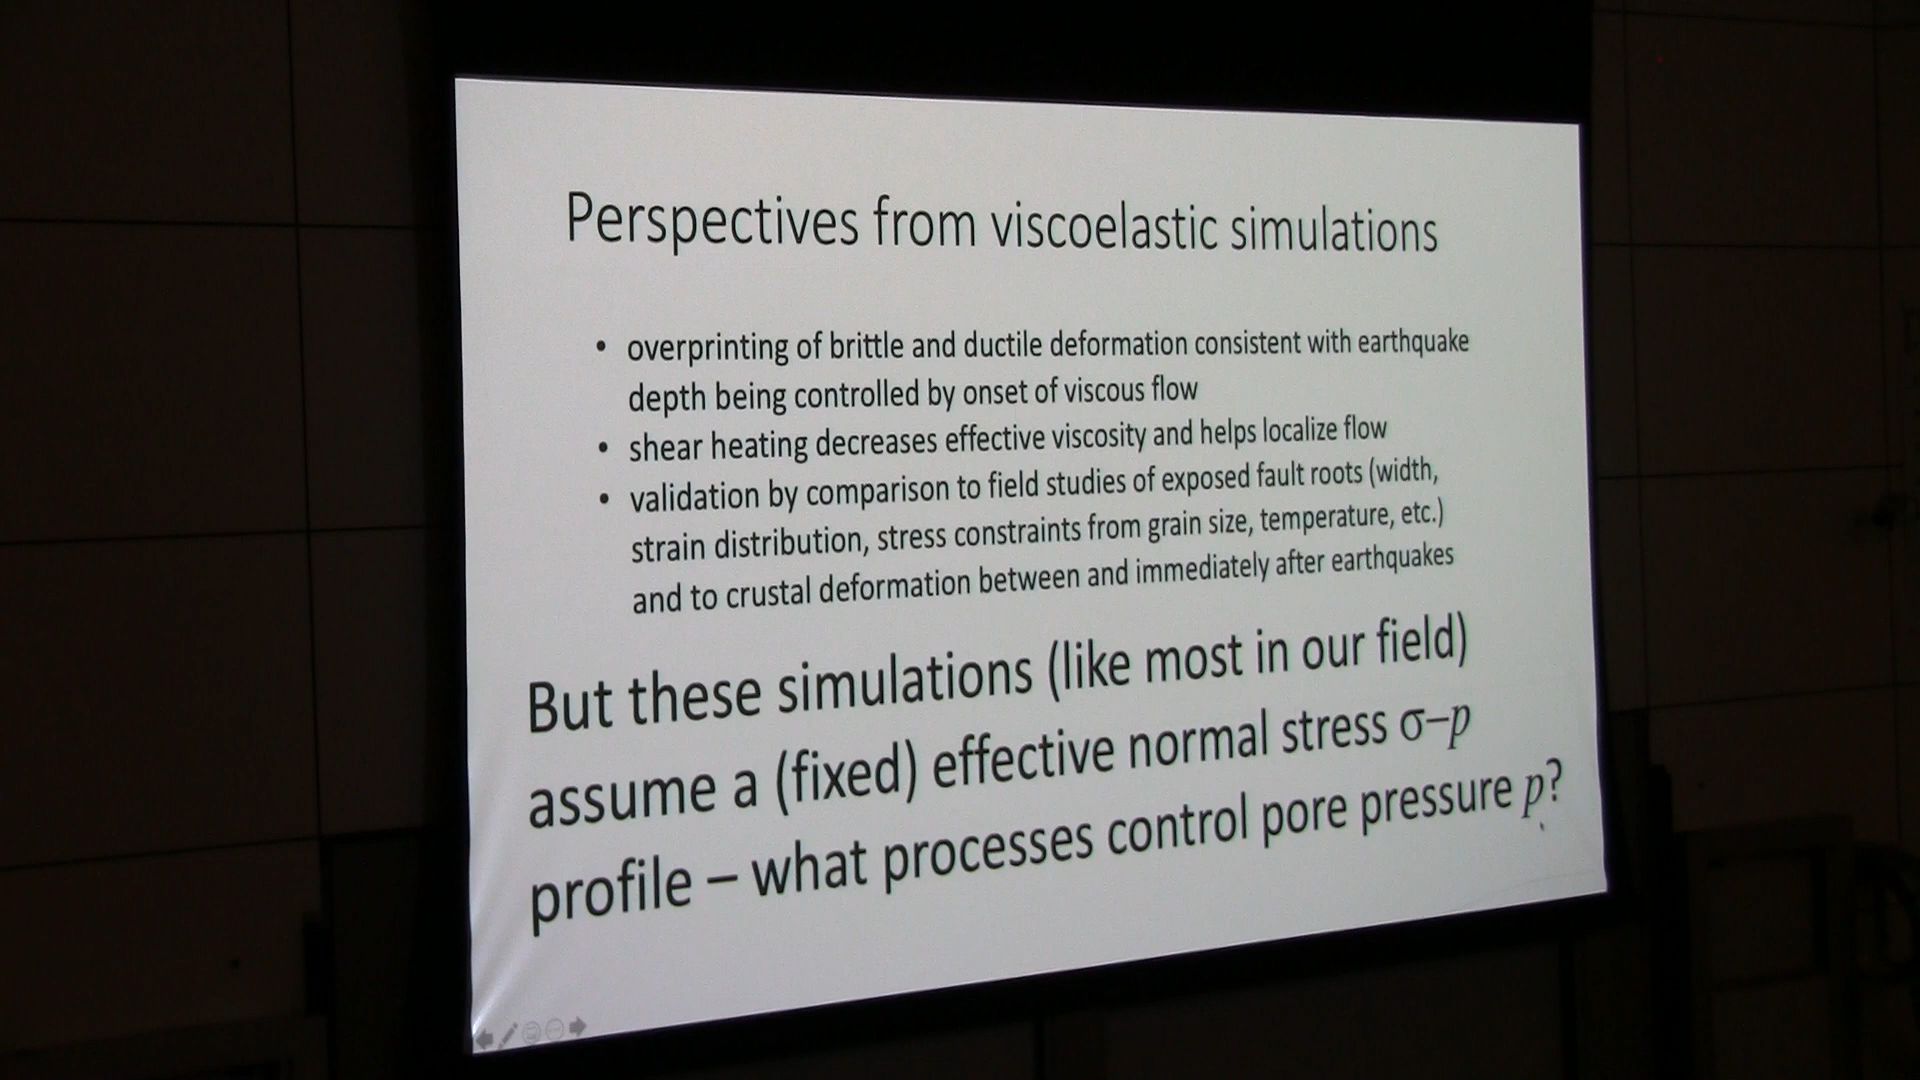 Perspectives from viscoelastic simulations
• overprinting of brittle and ductile deformation consistent with earthquake
depth being controlled by onset of viscous flow
• shear heating decreases effective viscosity and helps localize flow
• validation by comparison to field studies of exposed fault roots (width,
strain distribution, stress constraints from grain size, temperature, etc.)
and to crustal deformation between and immediately after earthquakes
But these simulations (like most in our field)
assume a (fixed) effective normal stress σ–p
profile – what processes control pore pressure p?